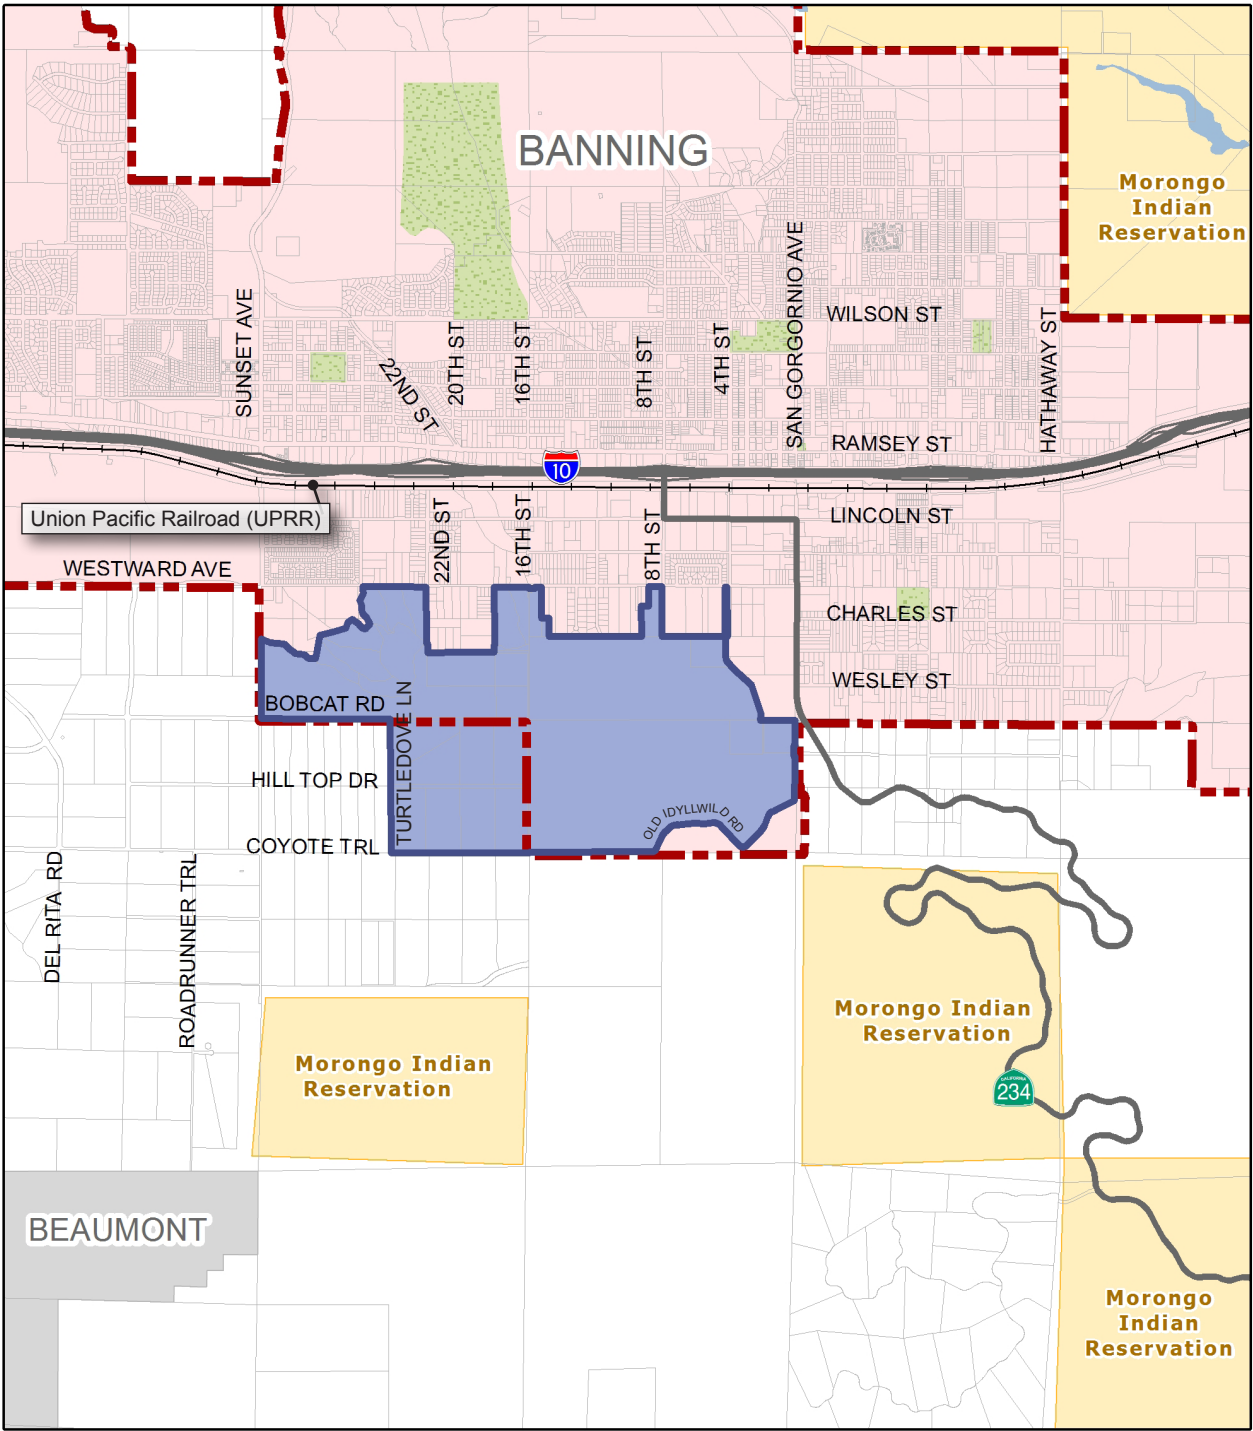 BANNING
Morongo
Indian
Reservation
SUNSET AVE
22ND ST
20TH ST
16TH ST
8TH ST
4TH ST
SAN GORGORNIO AVE
WILSON ST
HATHAWAY ST
RAMSEY ST
10
Union Pacific Railroad (UPRR)
LINCOLN ST
22ND ST
16TH ST
8TH ST
WESTWARD AVE
CHARLES ST
WESLEY ST
BOBCAT RD
TURTLEDOVE LN
HILL TOP DR
OLD IDYLLWILD RD
COYOTE TRL
DEL RITA RD
ROADRUNNER TRL
Morongo Indian
Reservation
Morongo Indian
Reservation
CALIFORNIA
234
BEAUMONT
Morongo
Indian
Reservation